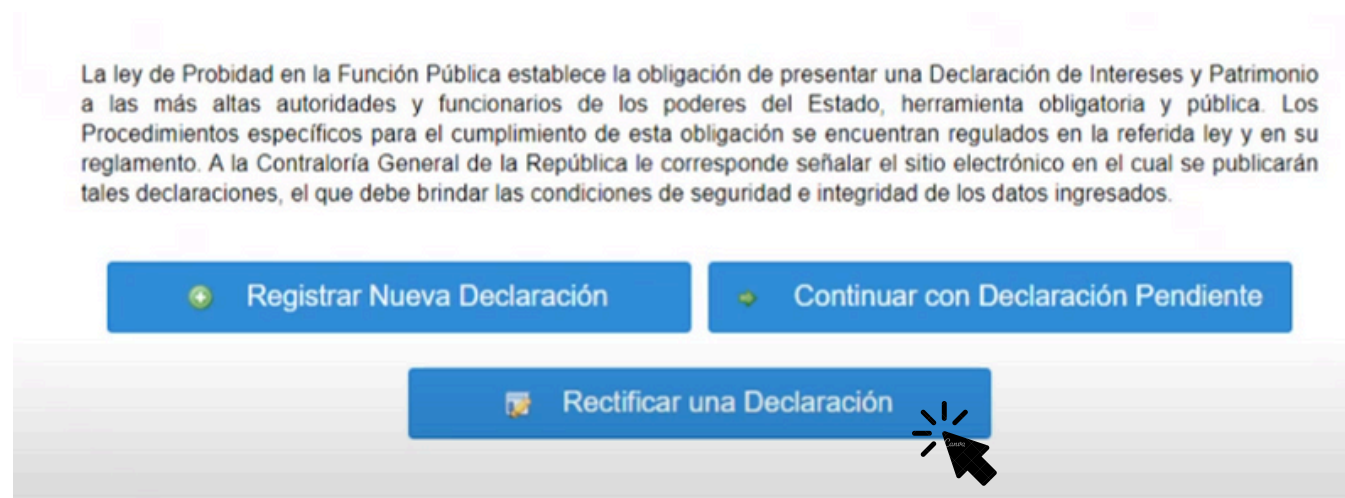 La ley de Probidad en la Función Pública establece la obligación de presentar una Declaración de Intereses y Patrimonio
a las más altas autoridades y funcionarios de los poderes del Estado, herramienta obligatoria y pública. Los
Procedimientos específicos para el cumplimiento de esta obligación se encuentran regulados en la referida ley y en su
reglamento. A la Contraloría General de la República le corresponde señalar el sitio electrónico en el cual se publicarán
tales declaraciones, el que debe brindar las condiciones de seguridad e integridad de los datos ingresados.
Registrar Nueva Declaración
Continuar con Declaración Pendiente
Rectificar una Declaración
Canva